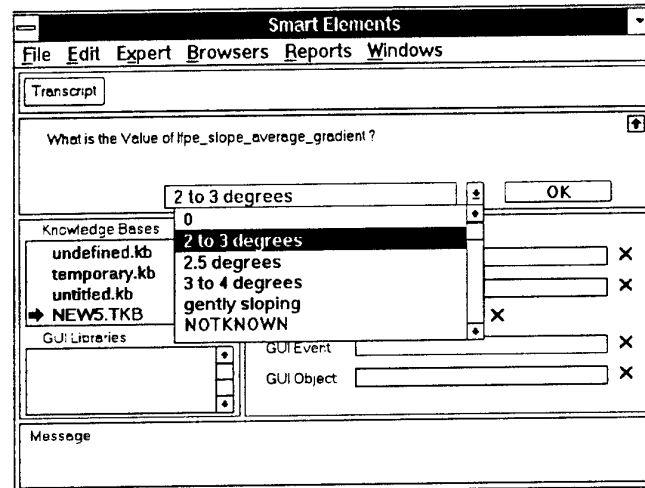 Smart Elements
File Edit Expert Browsers Reports Windows
Transcript
What is the Value of lfpe_slope_average_gradient ?
2 to 3 degrees
OK
0
2 to 3 degrees
2.5 degrees
3 to 4 degrees
gently sloping
NOTKNOWN
Knowledge Bases
undefined.kb
temporary.kb
untitled.kb
NEW5.TKB
GUI Libraries
GUI Event
GUI Object
Message